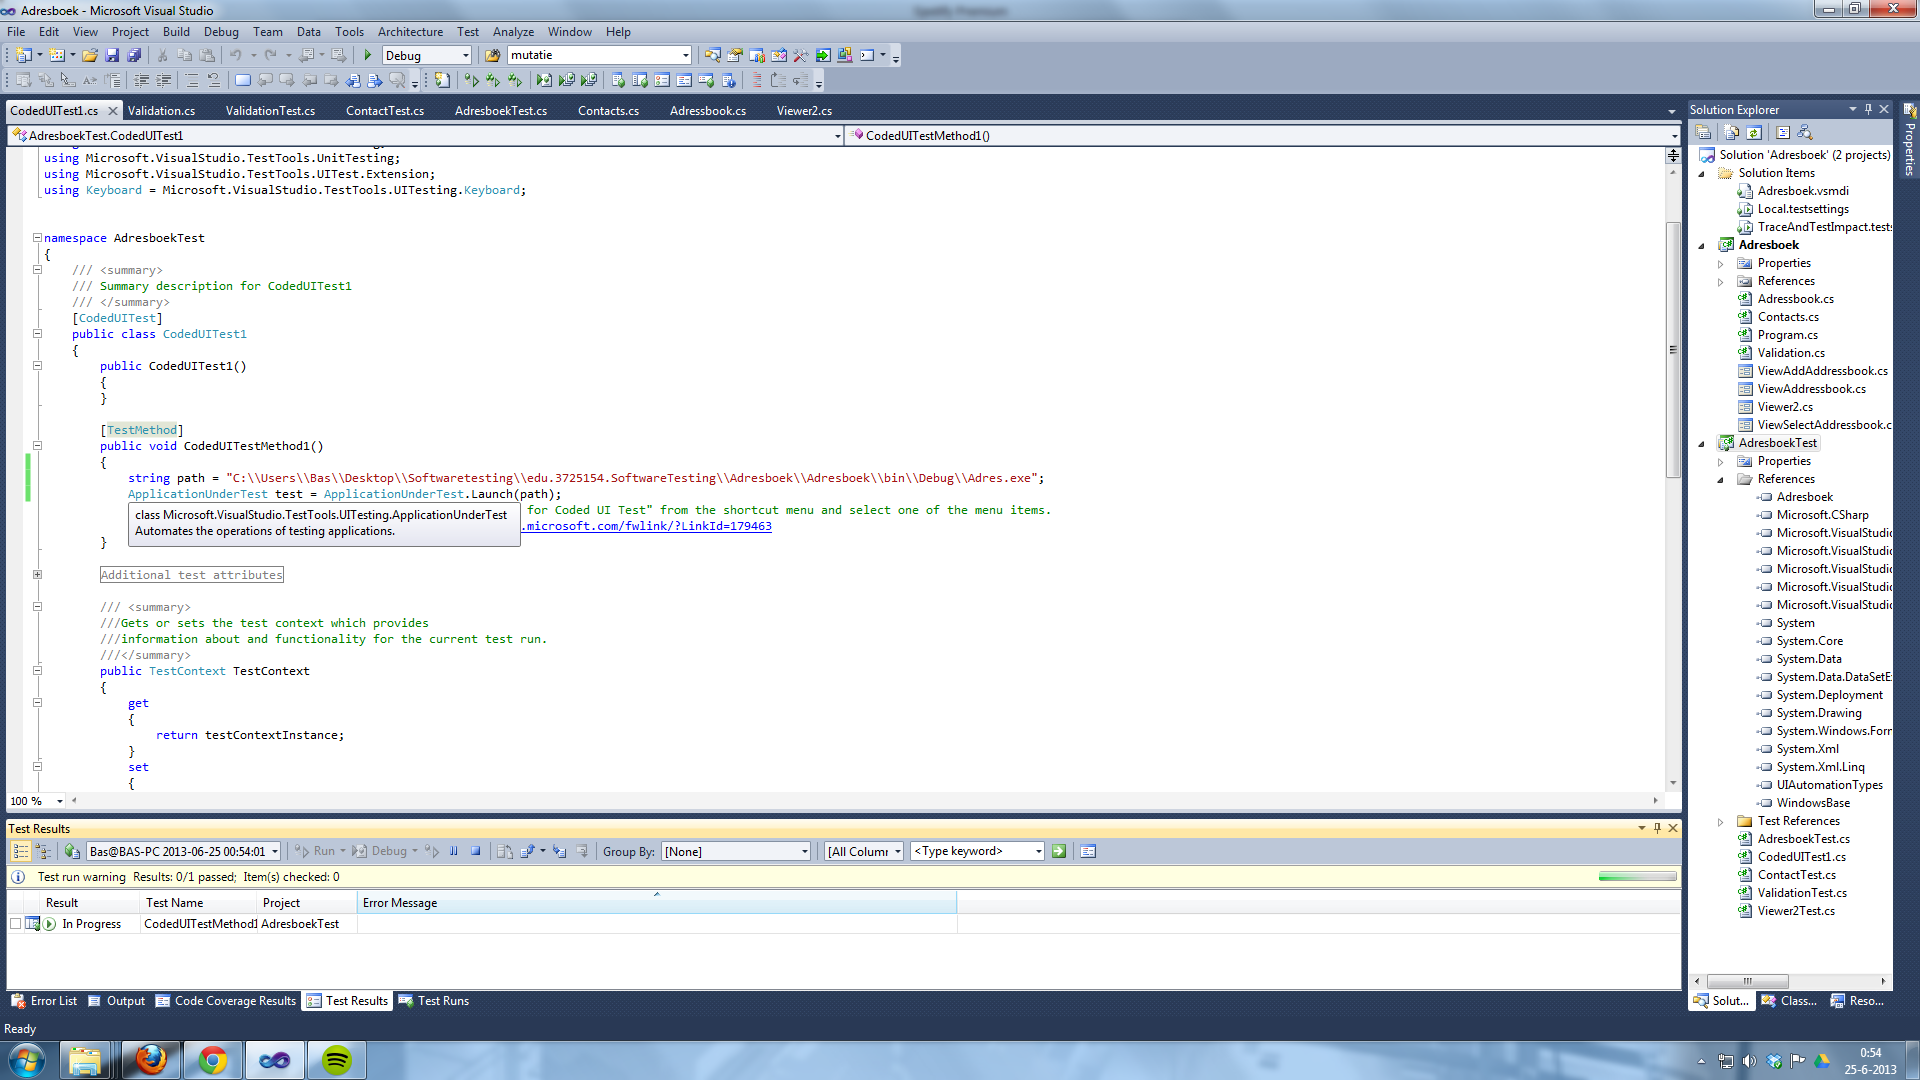 Adresboek - Microsoft Visual Studio
File Edit View Project Build Debug Team Data Tools Architecture Test Analyze Window Help
Debug mutatie
CodedUITest1.cs Validation.cs ValidationTest.cs ContactTest.cs AdresboekTest.cs Contacts.cs Adressbook.cs Viewer2.cs
AdresboekTest.CodedUITest1 CodedUITestMethod1()
using Microsoft.VisualStudio.TestTools.UnitTesting;
using Microsoft.VisualStudio.TestTools.UITest.Extension;
using Keyboard = Microsoft.VisualStudio.TestTools.UITesting.Keyboard;
namespace AdresboekTest
{
/// <summary>
/// Summary description for CodedUITest1
/// </summary>
[CodedUITest]
public class CodedUITest1
{
public CodedUITest1()
{
}
[TestMethod]
public void CodedUITestMethod1()
{
string path = "C:\\Users\\Bas\\Desktop\\Softwaretesting\\edu.3725154.SoftwareTesting\\Adresboek\\Adresboek\\bin\\Debug\\Adres.exe";
ApplicationUnderTest test = ApplicationUnderTest.Launch(path);
for Coded UI Test" from the shortcut menu and select one of the menu items.
.microsoft.com/fwlink/?LinkId=179463
class Microsoft.VisualStudio.TestTools.UITesting.ApplicationUnderTest
Automates the operations of testing applications.
}
Additional test attributes
/// <summary>
///Gets or sets the test context which provides
///information about and functionality for the current test run.
///</summary>
public TestContext TestContext
{
get
{
return testContextInstance;
}
set
{
100 %
Test Results
Bas@BAS-PC 2013-06-25 00:54:01 Run Debug Group By: [None] [All Column <Type keyword>
Test run warning Results: 0/1 passed; Item(s) checked: 0
Result Test Name Project Error Message
In Progress CodedUITestMethod1 AdresboekTest
Error List Output Code Coverage Results Test Results Test Runs
Ready
Solution Explorer
Properties
Solution 'Adresboek' (2 projects)
Solution Items
Adresboek.vsmdi
Local.testsettings
TraceAndTestImpact.tests
Adresboek
Properties
References
Adressbook.cs
Contacts.cs
Program.cs
Validation.cs
ViewAddAddressbook.cs
ViewAddressbook.cs
Viewer2.cs
ViewSelectAddressbook.c
AdresboekTest
Properties
References
Adresboek
Microsoft.CSharp
Microsoft.VisualStudio
Microsoft.VisualStudio
Microsoft.VisualStudio
Microsoft.VisualStudio
Microsoft.VisualStudio
System
System.Core
System.Data
System.Data.DataSetE
System.Deployment
System.Drawing
System.Windows.Forr
System.Xml
System.Xml.Linq
UIAutomationTypes
WindowsBase
Test References
AdresboekTest.cs
CodedUITest1.cs
ContactTest.cs
ValidationTest.cs
Viewer2Test.cs
Solut... Class... Reso...
0:54
25-6-2013